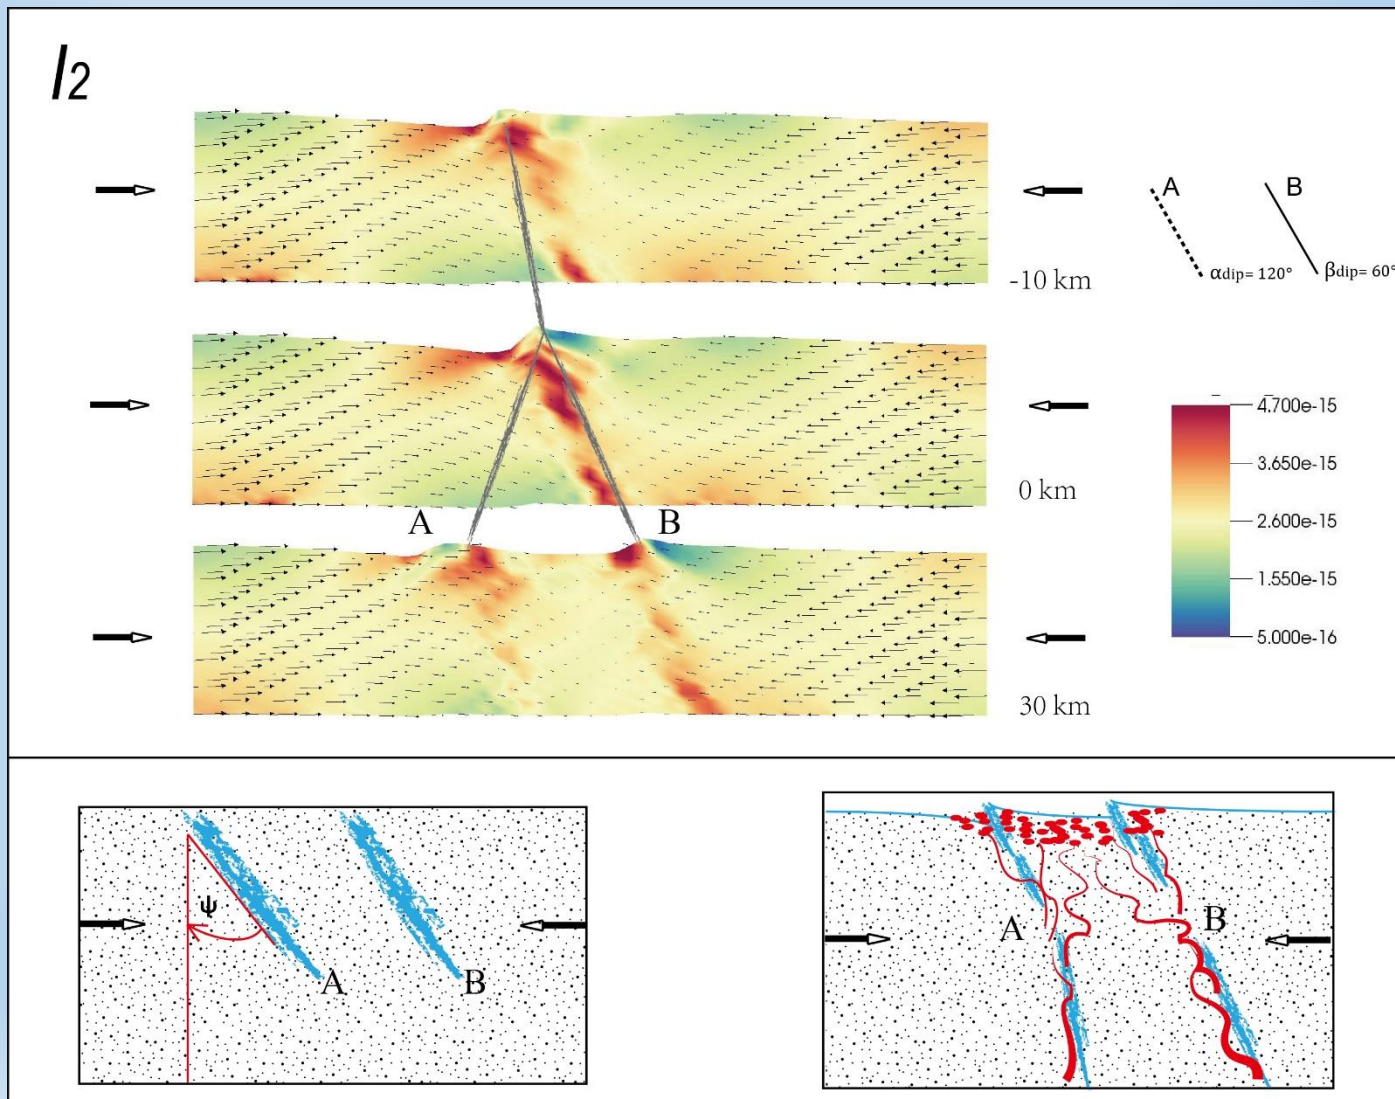 I2
A
B
αdip= 120°
βdip= 60°
-10 km
4.700e-15
3.650e-15
0 km
2.600e-15
A
B
1.550e-15
5.000e-16
30 km
ψ
A
B
A
B